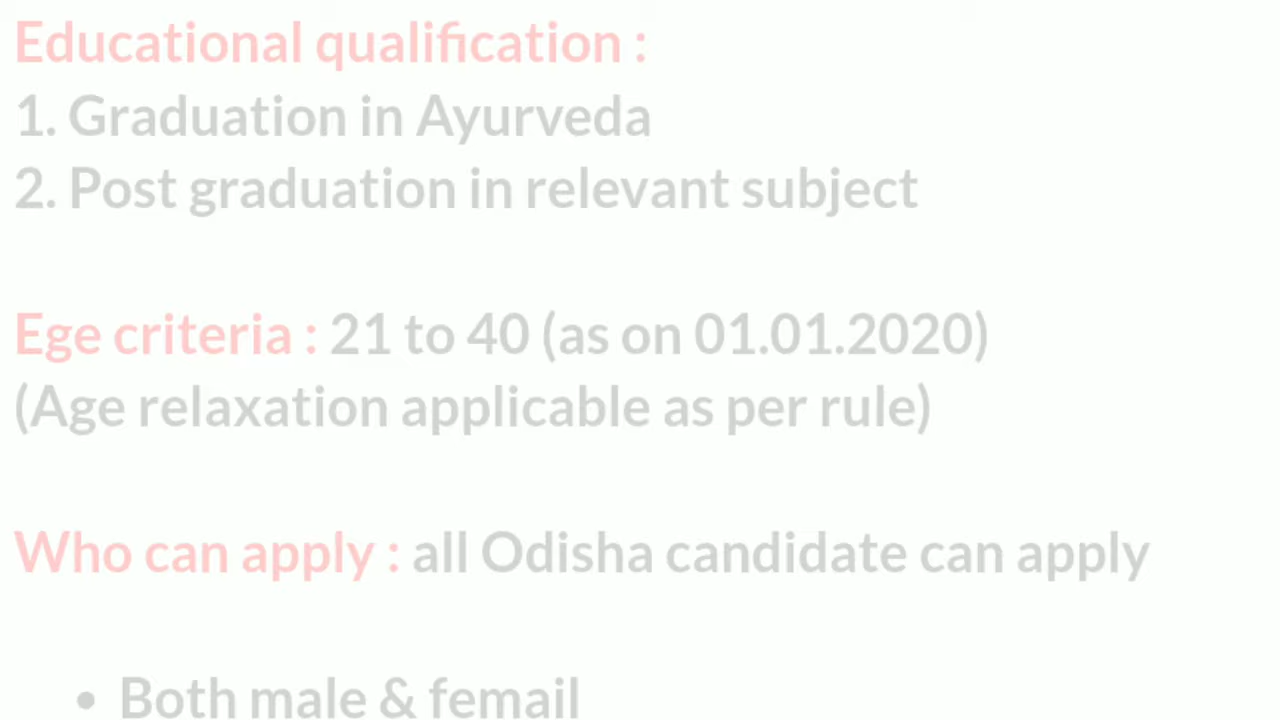 Educational qualification :
1. Graduation in Ayurveda
2. Post graduation in relevant subject
Ege criteria : 21 to 40 (as on 01.01.2020)
(Age relaxation applicable as per rule)
Who can apply : all Odisha candidate can apply
• Both male & femail